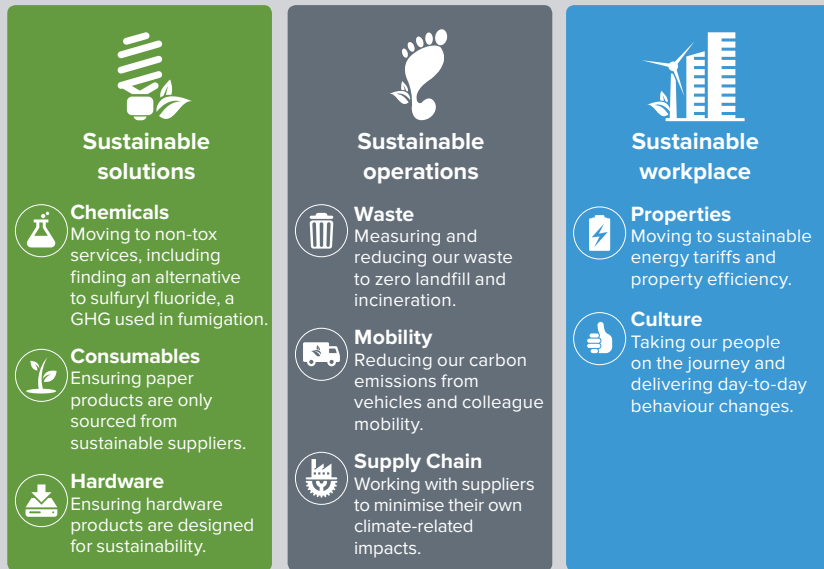 Sustainable
solutions
Chemicals
Moving to non-tox
services, including
finding an alternative
to sulfuryl fluoride, a
GHG used in fumigation.
Consumables
Ensuring paper
products are only
sourced from
sustainable suppliers.
Hardware
Ensuring hardware
products are designed
for sustainability.
Sustainable
operations
Waste
Measuring and
reducing our waste
to zero landfill and
incineration.
Mobility
Reducing our carbon
emissions from
vehicles and colleague
mobility.
Supply Chain
Working with suppliers
to minimise their own
climate-related
impacts.
Sustainable
workplace
Properties
Moving to sustainable
energy tariffs and
property efficiency.
Culture
Taking our people
on the journey and
delivering day-to-day
behaviour changes.